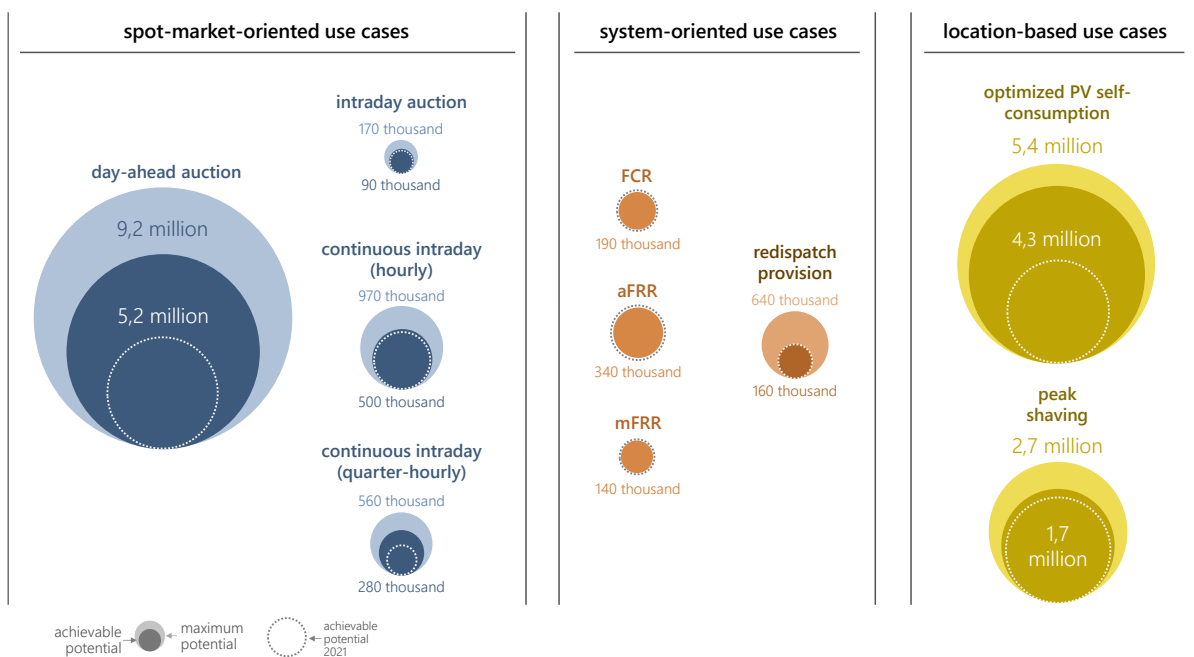 spot-market-oriented use cases
intraday auction
170 thousand
90 thousand
day-ahead auction
9,2 million
5,2 million
continuous intraday
(hourly)
970 thousand
500 thousand
continuous intraday
(quarter-hourly)
560 thousand
280 thousand
system-oriented use cases
FCR
190 thousand
aFRR
340 thousand
mFRR
140 thousand
redispatch
provision
640 thousand
160 thousand
location-based use cases
optimized PV self-
consumption
5,4 million
4,3 million
peak
shaving
2,7 million
1,7
million
achievable
potential
maximum
potential
achievable
potential
2021